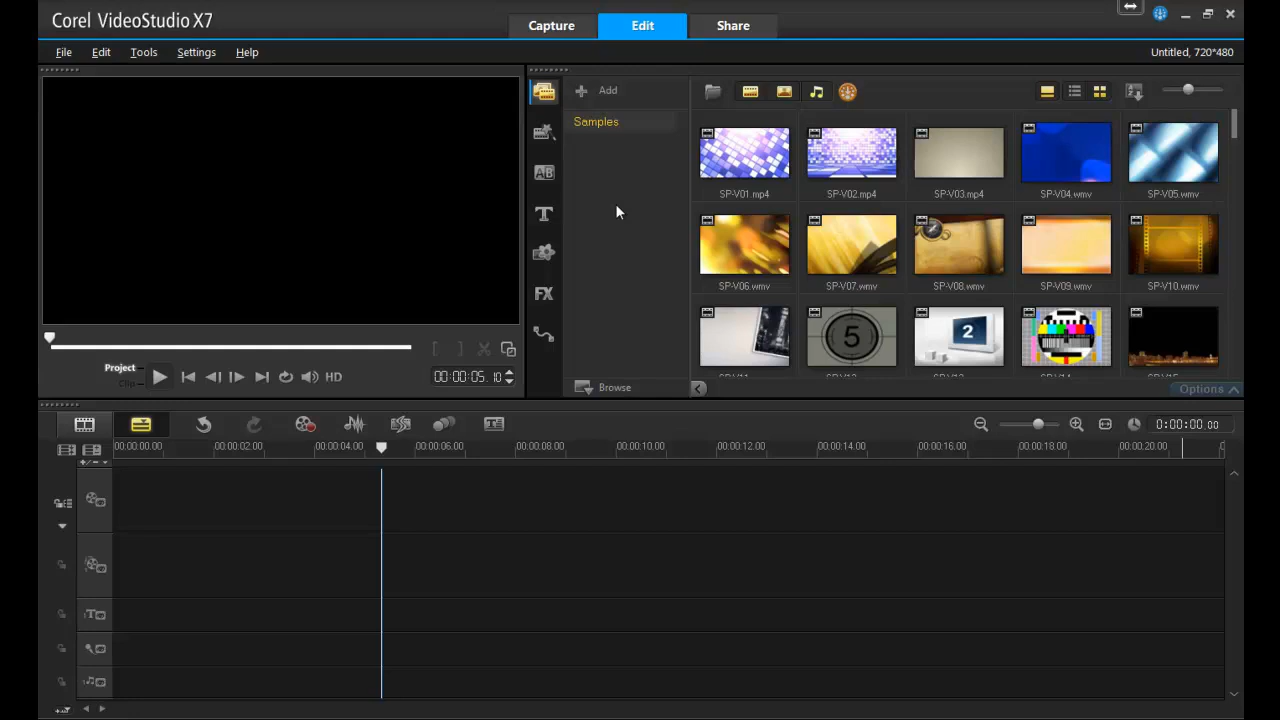 Corel VideoStudio X7
Capture
Edit
Share
File
Edit
Tools
Settings
Help
Untitled, 720*480
Add
Samples
AB
T
FX
SP-V01.mp4
SP-V02.mp4
SP-V03.mp4
SP-V04.wmv
SP-V05.wmv
SP-V06.wmv
SP-V07.wmv
SP-V08.wmv
SP-V09.wmv
SP-V10.wmv
5
2
Project
Clip
HD
00:00:05.10
Browse
Options
0:00:00.00
00:00:00.00
00:00:02.00
00:00:04.00
00:00:06.00
00:00:08.00
00:00:10.00
00:00:12.00
00:00:14.00
00:00:16.00
00:00:18.00
00:00:20.00